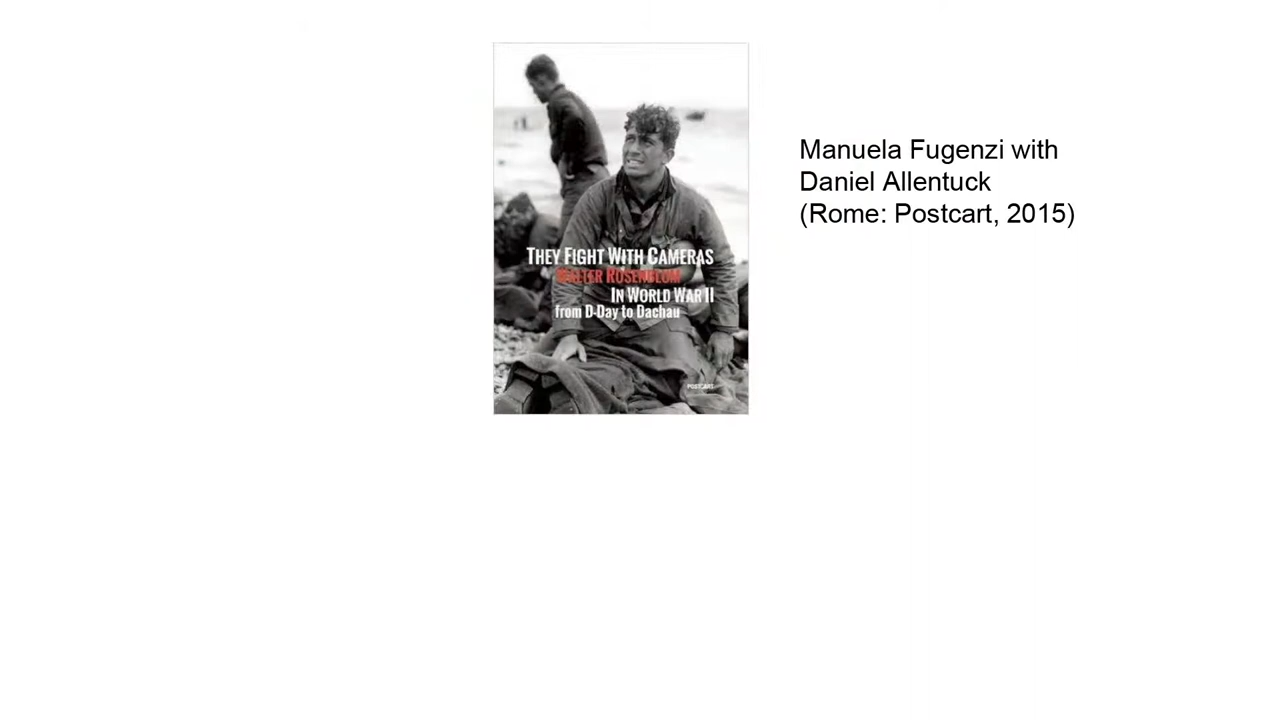 THEY FIGHT WITH CAMERAS
WALTER ROSENBLUM
IN WORLD WAR II
from D-Day to Dachau
POSTCART
Manuela Fugenzi with
Daniel Allentuck
(Rome: Postcart, 2015)